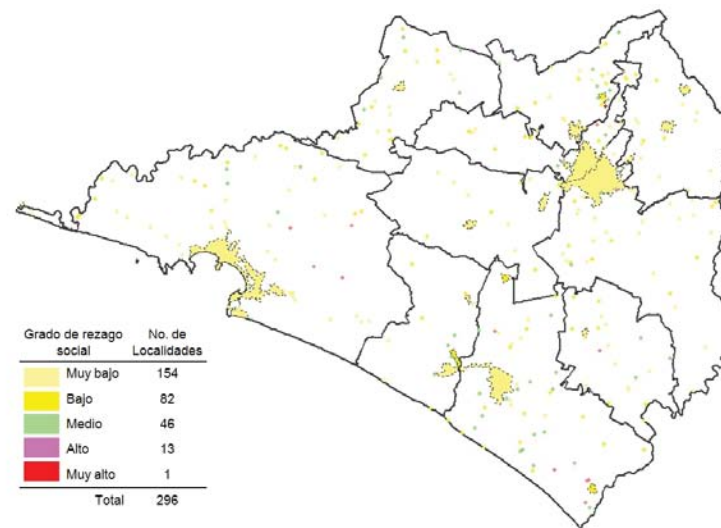 Grado de rezago social No. de Localidades
Muy bajo 154
Bajo 82
Medio 46
Alto 13
Muy alto 1
Total 296